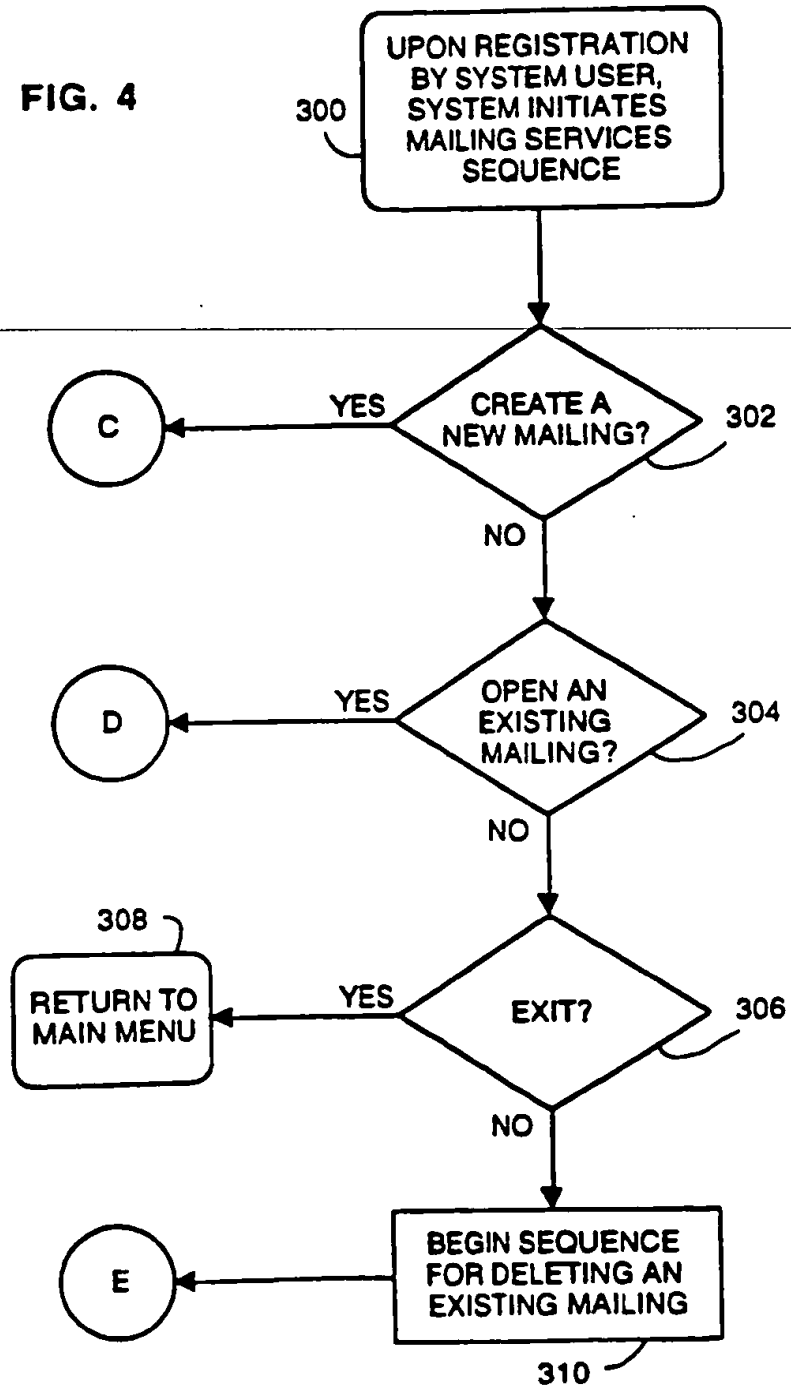 FIG. 4
300
UPON REGISTRATION
BY SYSTEM USER,
SYSTEM INITIATES
MAILING SERVICES
SEQUENCE
C
YES
CREATE A
NEW MAILING?
302
NO
D
YES
OPEN AN
EXISTING
MAILING?
304
NO
308
RETURN TO
MAIN MENU
YES
EXIT?
306
NO
E
BEGIN SEQUENCE
FOR DELETING AN
EXISTING MAILING
310